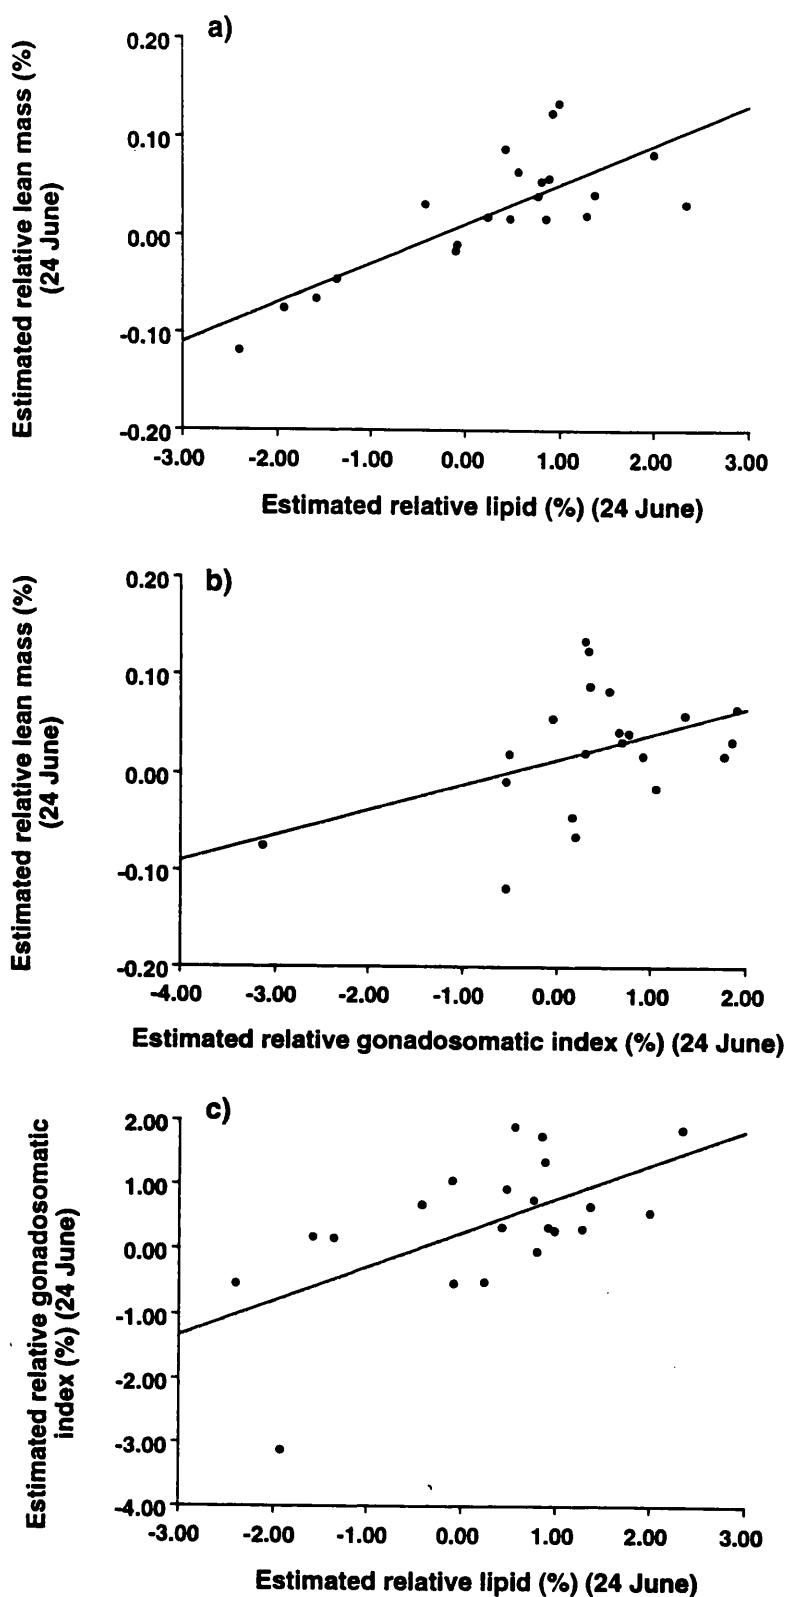 a)
Estimated relative lean mass (%)
(24 June)
0.20
0.10
0.00
-0.10
-0.20
-3.00 -2.00 -1.00 0.00 1.00 2.00 3.00
Estimated relative lipid (%) (24 June)
b)
Estimated relative lean mass (%)
(24 June)
0.20
0.10
0.00
-0.10
-0.20
-4.00 -3.00 -2.00 -1.00 0.00 1.00 2.00
Estimated relative gonadosomatic index (%) (24 June)
c)
Estimated relative gonadosomatic
index (%) (24 June)
2.00
1.00
0.00
-1.00
-2.00
-3.00
-4.00
-3.00 -2.00 -1.00 0.00 1.00 2.00 3.00
Estimated relative lipid (%) (24 June)